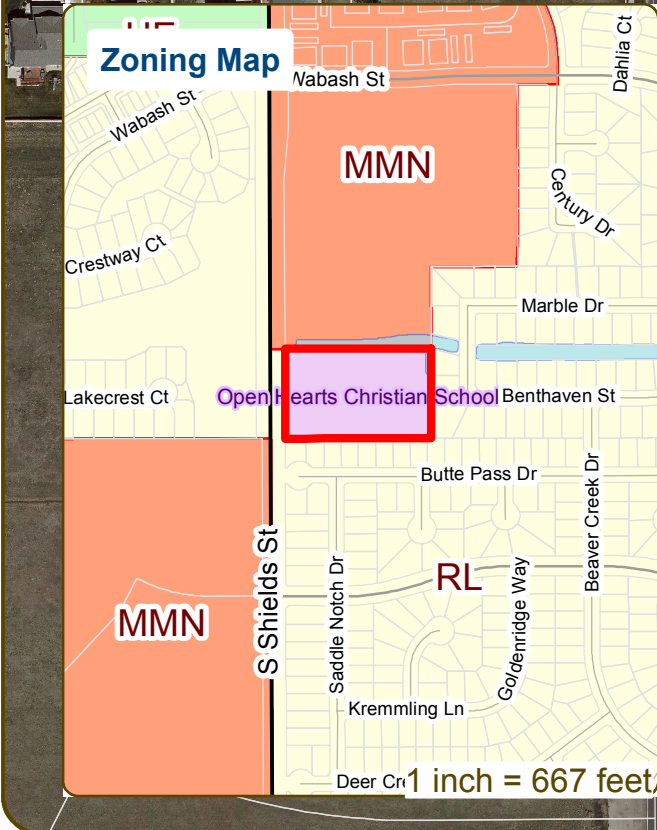 Zoning Map
Wabash St
Dahlia Ct
Wabash St
MMN
Century Dr
Crestway Ct
Marble Dr
Lakecrest Ct
Open Hearts Christian School
Benthaven St
Butte Pass Dr
Beaver Creek Dr
S Shields St
RL
MMN
Saddle Notch Dr
Goldenridge Way
Kremmling Ln
Deer
1 inch = 667 feet